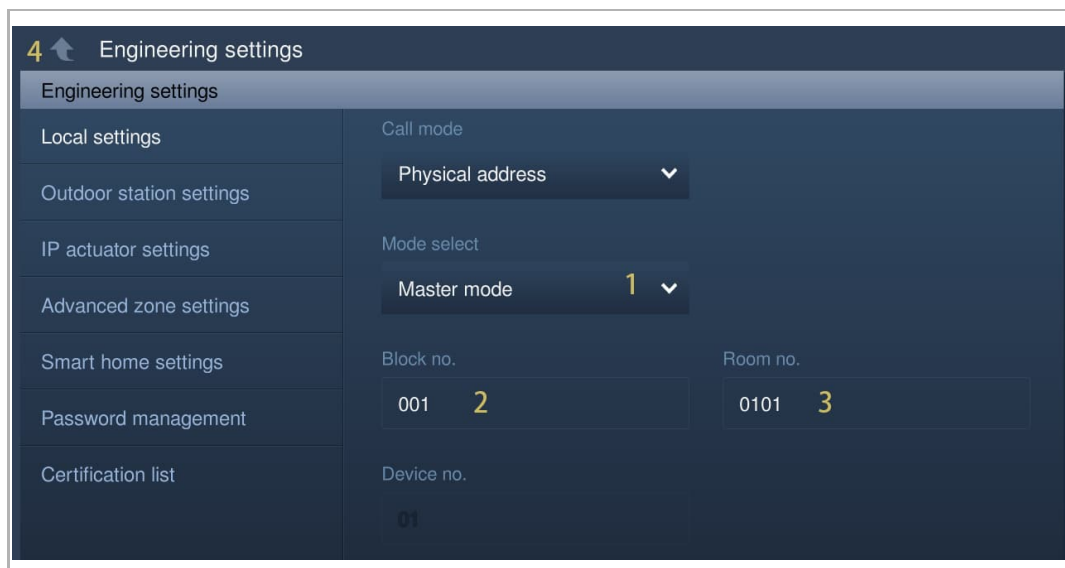 4 Engineering settings
Engineering settings
Local settings
Outdoor station settings
IP actuator settings
Advanced zone settings
Smart home settings
Password management
Certification list
Call mode
Physical address
Mode select
Master mode 1
Block no.
001 2
Room no.
0101 3
Device no.
01